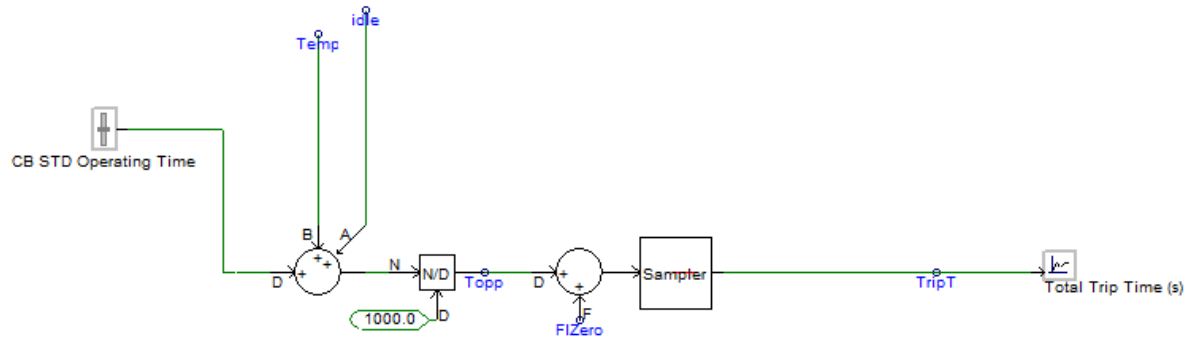 idle
Temp
CB STD Operating Time
B
A
+
+
D
+
N
N/D
Topp
D
+
Sampler
TripT
Total Trip Time (s)
1000.0
D
+
F
FIZero